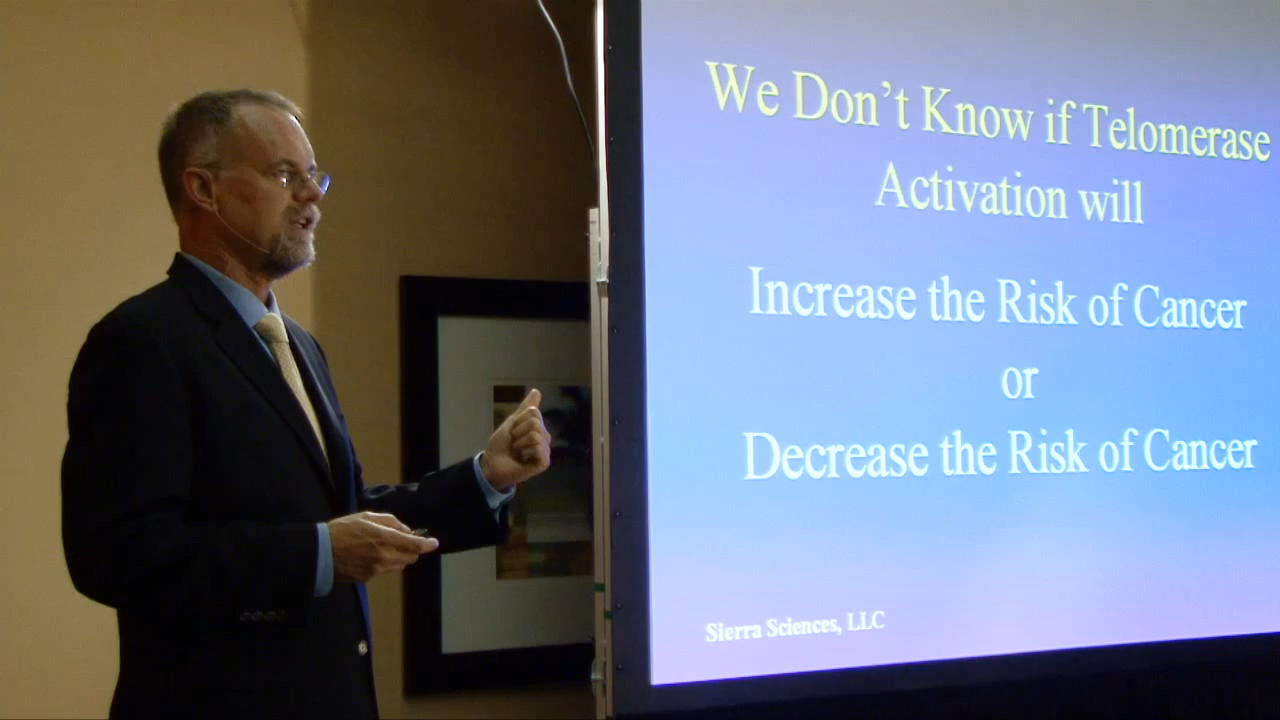 We Don't Know if Telomerase
Activation will
Increase the Risk of Cancer
or
Decrease the Risk of Cancer
Sierra Sciences, LLC